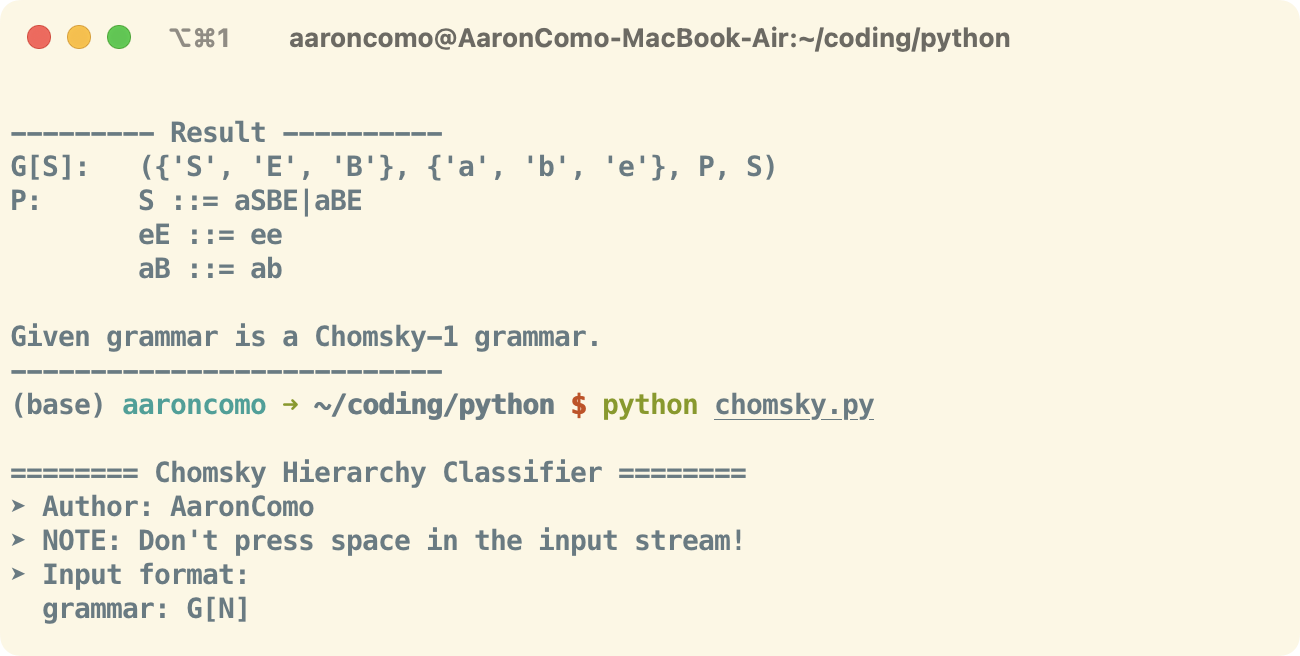 ⌥⌘1 aaroncomo@AaronComo-MacBook-Air:~/coding/python
--------- Result ----------
G[S]: ({'S', 'E', 'B'}, {'a', 'b', 'e'}, P, S)
P: S ::= aSBE|aBE
eE ::= ee
aB ::= ab
Given grammar is a Chomsky-1 grammar.
---------------------------
(base) aaroncomo → ~/coding/python $ python chomsky.py
======== Chomsky Hierarchy Classifier ========
➤ Author: AaronComo
➤ NOTE: Don't press space in the input stream!
➤ Input format:
grammar: G[N]